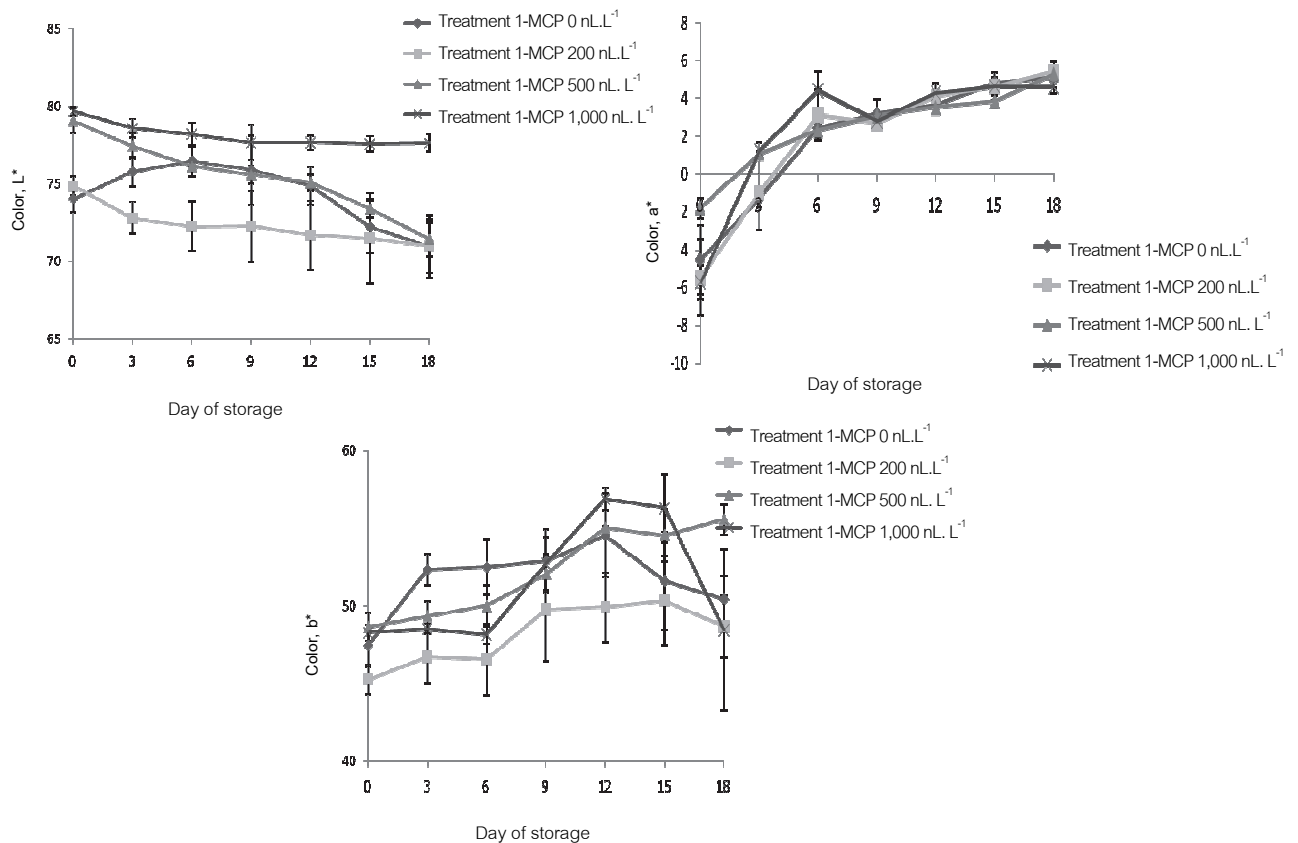 85
80
75
70
65
Color, L*
0 3 6 9 12 15 18
Day of storage
Treatment 1-MCP 0 nL.L-1
Treatment 1-MCP 200 nL.L-1
Treatment 1-MCP 500 nL. L-1
Treatment 1-MCP 1,000 nL. L-1
8
6
4
2
0
2
4
-6
-8
-10
Color, a*
0 3 6 9 12 15 18
Day of storage
Treatment 1-MCP 0 nL.L-1
Treatment 1-MCP 200 nL.L-1
Treatment 1-MCP 500 nL. L-1
Treatment 1-MCP 1,000 nL. L-1
60
50
40
Color, b*
0 3 6 9 12 15 18
Day of storage
Treatment 1-MCP 0 nL.L-1
Treatment 1-MCP 200 nL.L-1
Treatment 1-MCP 500 nL. L-1
Treatment 1-MCP 1,000 nL. L-1